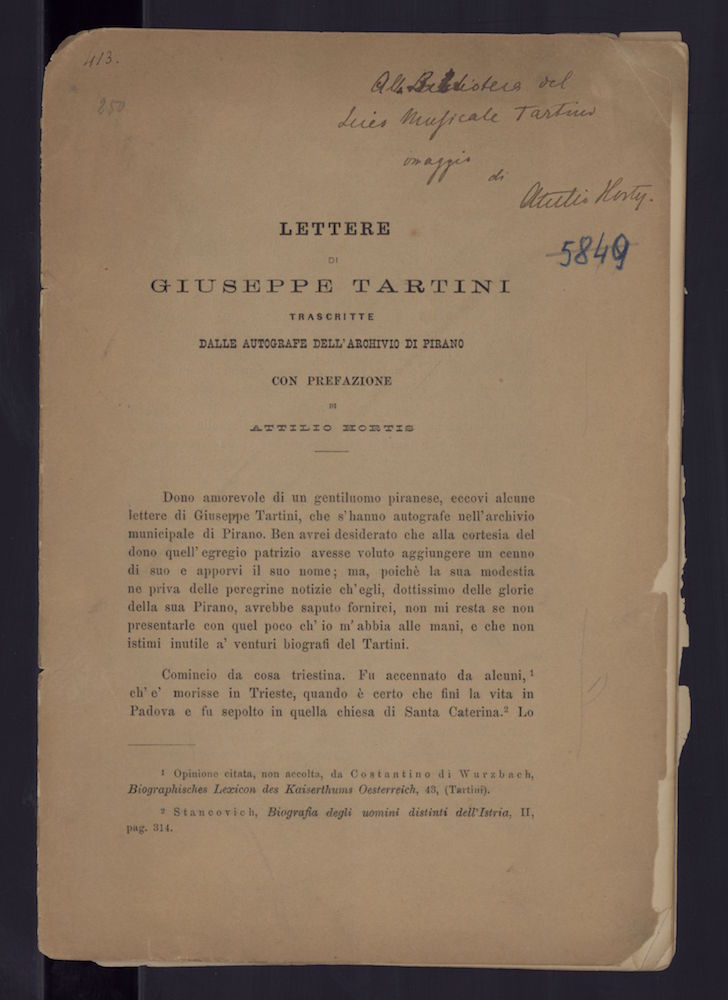 413.
250
Alla Biblioteca del
Liceo Musicale Tartini
omaggio
di
Attilio Hortis.
5849
LETTERE
DI
GIUSEPPE TARTINI
TRASCRITTE
DALLE AUTOGRAFE DELL'ARCHIVIO DI PIRANO
CON PREFAZIONE
DI
ATTILIO HORTIS
Dono amorevole di un gentiluomo piranese, eccovi alcune
lettere di Giuseppe Tartini, che s'hanno autografe nell'archivio
municipale di Pirano. Ben avrei desiderato che alla cortesia del
dono quell'egregio patrizio avesse voluto aggiungere un cenno
di suo e apporvi il suo nome; ma, poichè la sua modestia
ne priva delle peregrine notizie ch'egli, dottissimo delle glorie
della sua Pirano, avrebbe saputo fornirci, non mi resta se non
presentarle con quel poco ch'io m'abbia alle mani, e che non
istimi inutile a' venturi biografi del Tartini.
Comincio da cosa triestina. Fu accennato da alcuni,¹
ch'e' morisse in Trieste, quando è certo che finì la vita in
Padova e fu sepolto in quella chiesa di Santa Caterina.² Lo
¹ Opinione citata, non accolta, da Costantino di Wurzbach,
Biographisches Lexicon des Kaiserthums Oesterreich, 43, (Tartini).
² Stancovich, Biografia degli uomini distinti dell'Istria, II,
pag. 314.